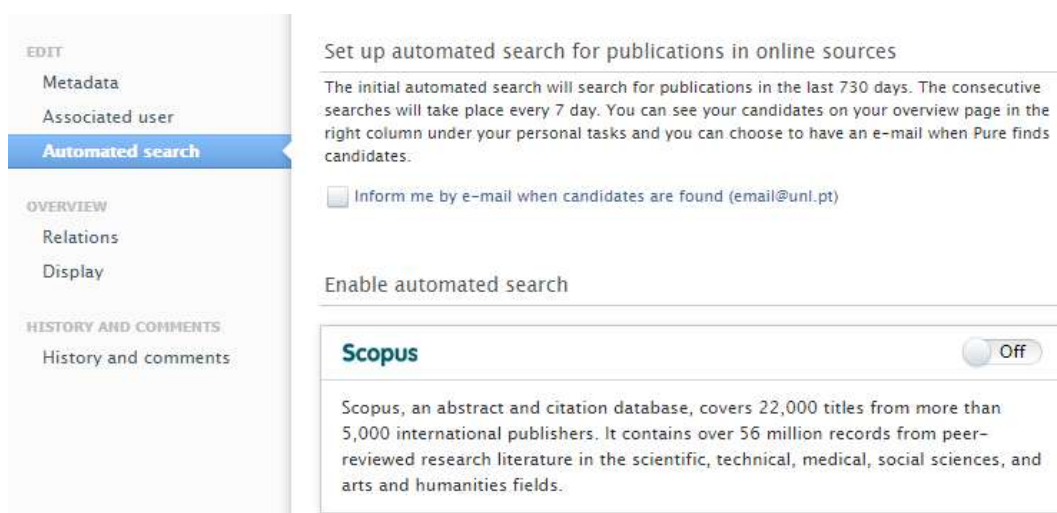 EDIT
Metadata
Associated user
Automated search
OVERVIEW
Relations
Display
HISTORY AND COMMENTS
History and comments
Set up automated search for publications in online sources
The initial automated search will search for publications in the last 730 days. The consecutive
searches will take place every 7 day. You can see your candidates on your overview page in the
right column under your personal tasks and you can choose to have an e-mail when Pure finds
candidates.
Inform me by e-mail when candidates are found (email@unl.pt)
Enable automated search
Scopus
Off
Scopus, an abstract and citation database, covers 22,000 titles from more than
5,000 international publishers. It contains over 56 million records from peer-
reviewed research literature in the scientific, technical, medical, social sciences, and
arts and humanities fields.